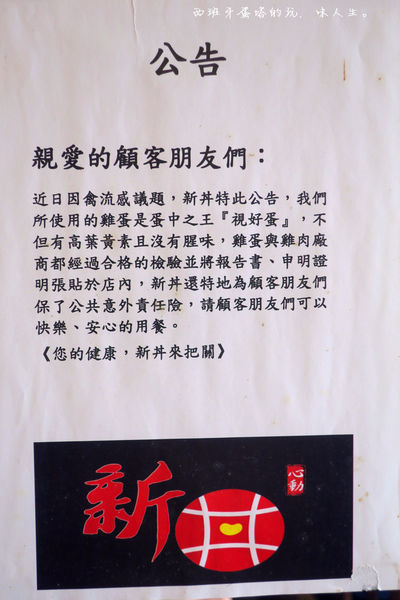 西班牙蛋塔的玩．味人生。
公告
親愛的顧客朋友們：
近日因禽流感議題，新丼特此公告，我們
所使用的雞蛋是蛋中之王『視好蛋』，不
但有高葉黃素且沒有腥味，雞蛋與雞肉廠
商都經過合格的檢驗並將報告書、申明證
明張貼於店內，新丼還特地為顧客朋友們
保了公共意外責任險，請顧客朋友們可以
快樂、安心的用餐。
《您的健康，新丼來把關》
新丼
心動